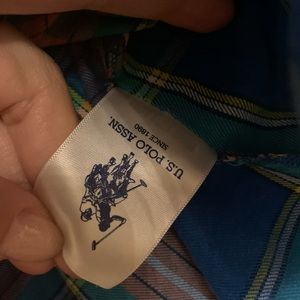 U.S. POLO ASSN.
SINCE 1890